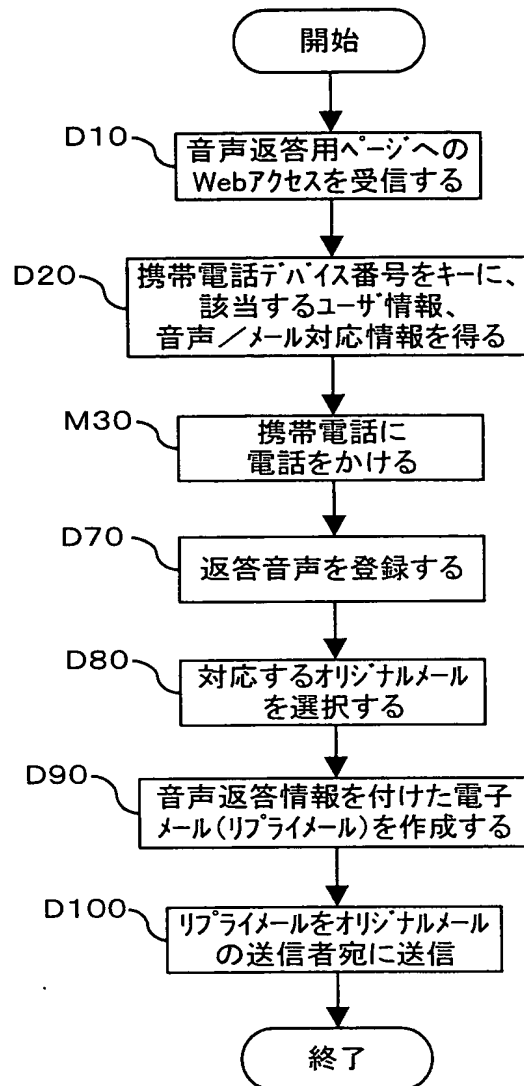 開始
D10
音声返答用ページへの
Webアクセスを受信する
D20
携帯電話デバイス番号をキーに、
該当するユーザ情報、
音声／メール対応情報を得る
M30
携帯電話に
電話をかける
D70
返答音声を登録する
D80
対応するオリジナルメール
を選択する
D90
音声返答情報を付けた電子
メール(リプライメール)を作成する
D100
リプライメールをオリジナルメール
の送信者宛に送信
終了